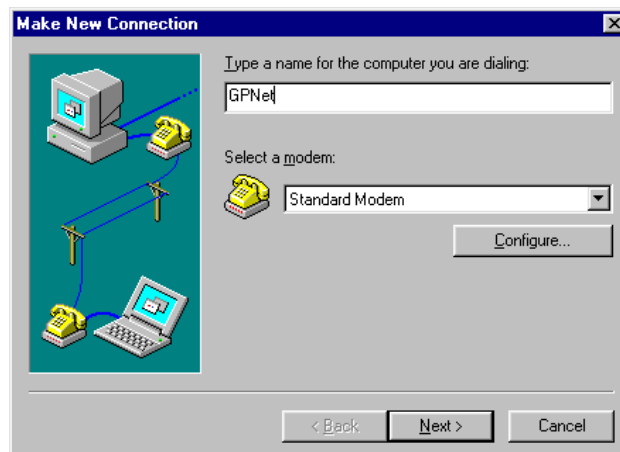 Make New Connection
Type a name for the computer you are dialing:
GPNet
Select a modem:
Standard Modem
Configure...
< Back
Next >
Cancel